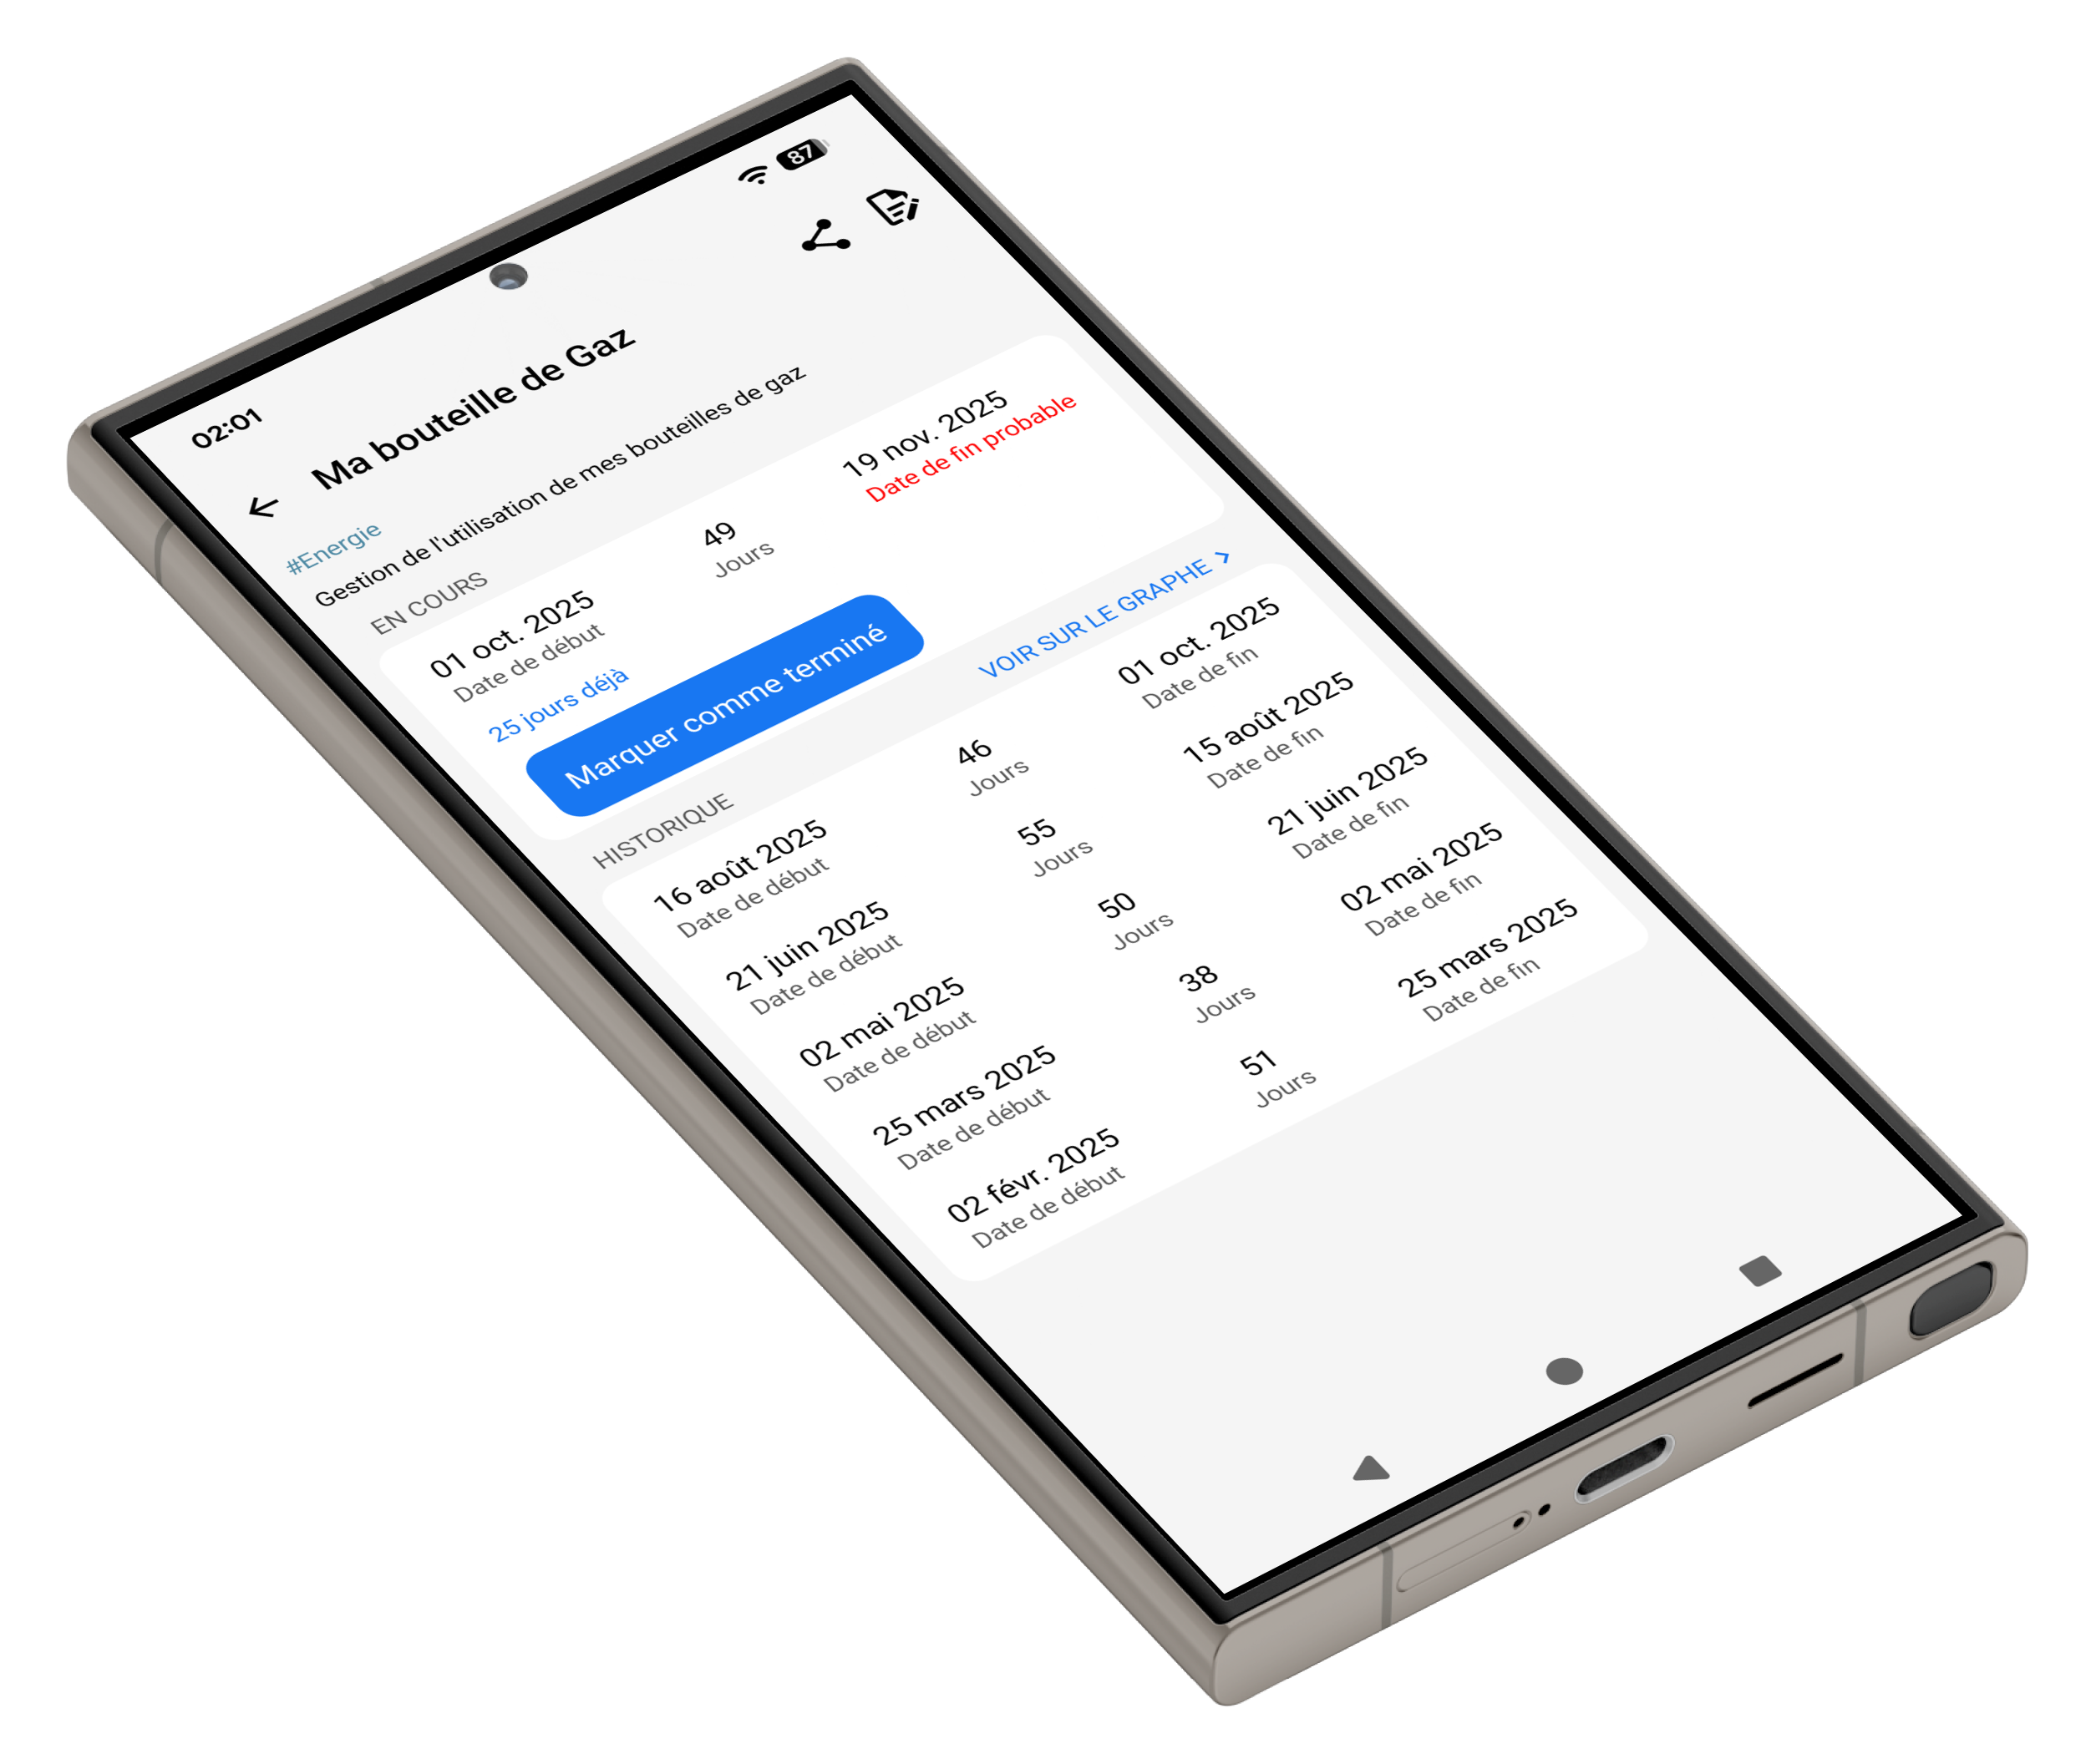 02:01
87
Ma bouteille de Gaz
#Energie
Gestion de l'utilisation de mes bouteilles de gaz
EN COURS
01 oct. 2025
Date de début
49
Jours
19 nov. 2025
Date de fin probable
25 jours déjà
Marquer comme terminé
HISTORIQUE
VOIR SUR LE GRAPHE >
16 août 2025
Date de début
46
Jours
01 oct. 2025
Date de fin
21 juin 2025
Date de début
55
Jours
15 août 2025
Date de fin
02 mai 2025
Date de début
50
Jours
21 juin 2025
Date de fin
25 mars 2025
Date de début
38
Jours
02 mai 2025
Date de fin
02 févr. 2025
Date de début
51
Jours
25 mars 2025
Date de fin